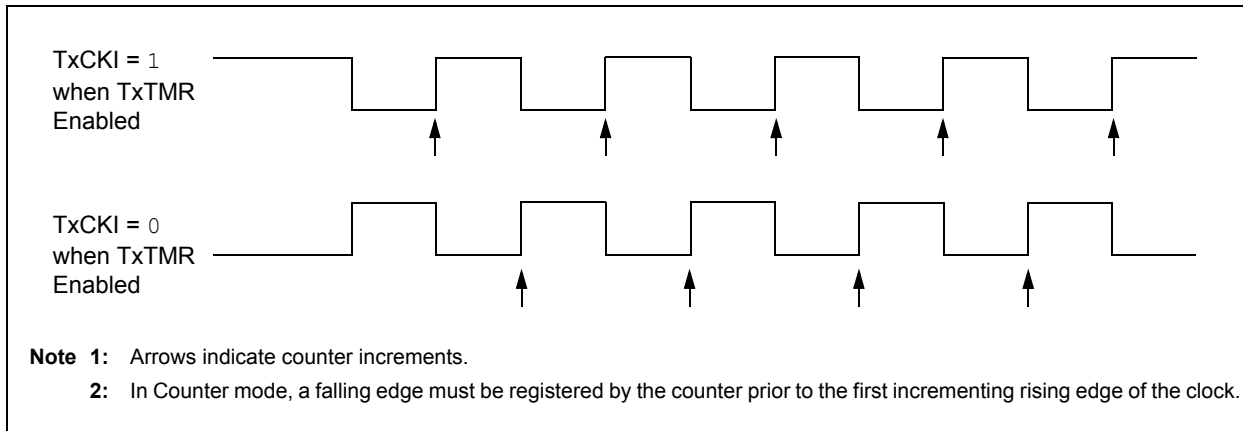 TxCKI = 1
when TxTMR
Enabled
TxCKI = 0
when TxTMR
Enabled
Note 1: Arrows indicate counter increments.
2: In Counter mode, a falling edge must be registered by the counter prior to the first incrementing rising edge of the clock.